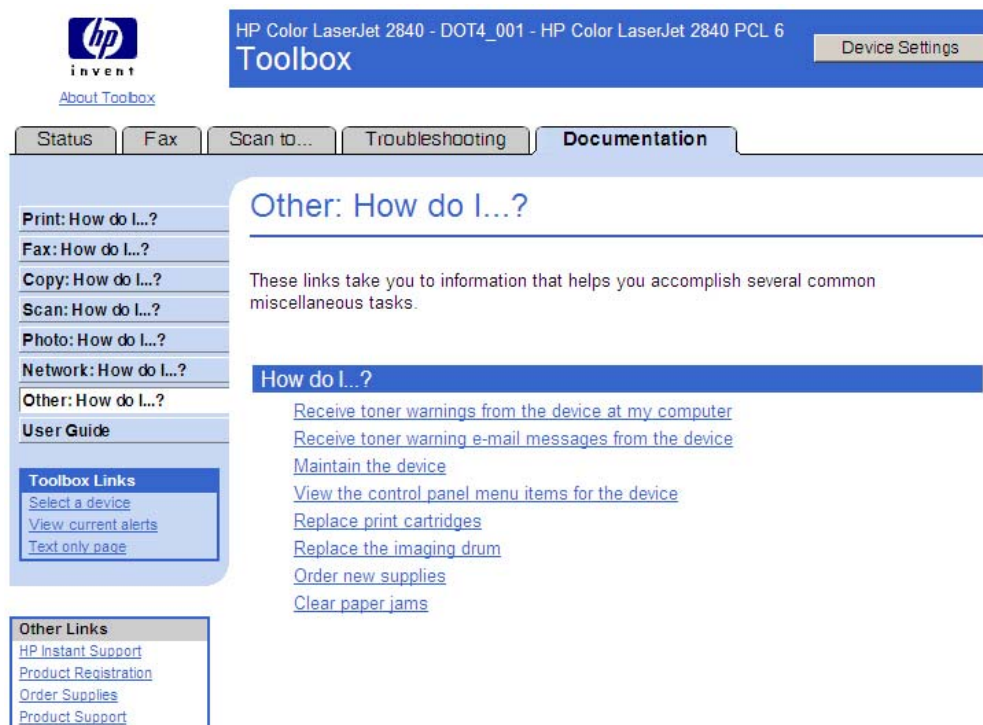 hp
invent
About Toolbox
HP Color LaserJet 2840 - DOT4_001 - HP Color LaserJet 2840 PCL 6
Toolbox
Device Settings
Status
Fax
Scan to...
Troubleshooting
Documentation
Print: How do I...?
Fax: How do I...?
Copy: How do I...?
Scan: How do I...?
Photo: How do I...?
Network: How do I...?
Other: How do I...?
User Guide
Toolbox Links
Select a device
View current alerts
Text only page
Other Links
HP Instant Support
Product Registration
Order Supplies
Product Support
Other: How do I...?
These links take you to information that helps you accomplish several common
miscellaneous tasks.
How do I...?
Receive toner warnings from the device at my computer
Receive toner warning e-mail messages from the device
Maintain the device
View the control panel menu items for the device
Replace print cartridges
Replace the imaging drum
Order new supplies
Clear paper jams